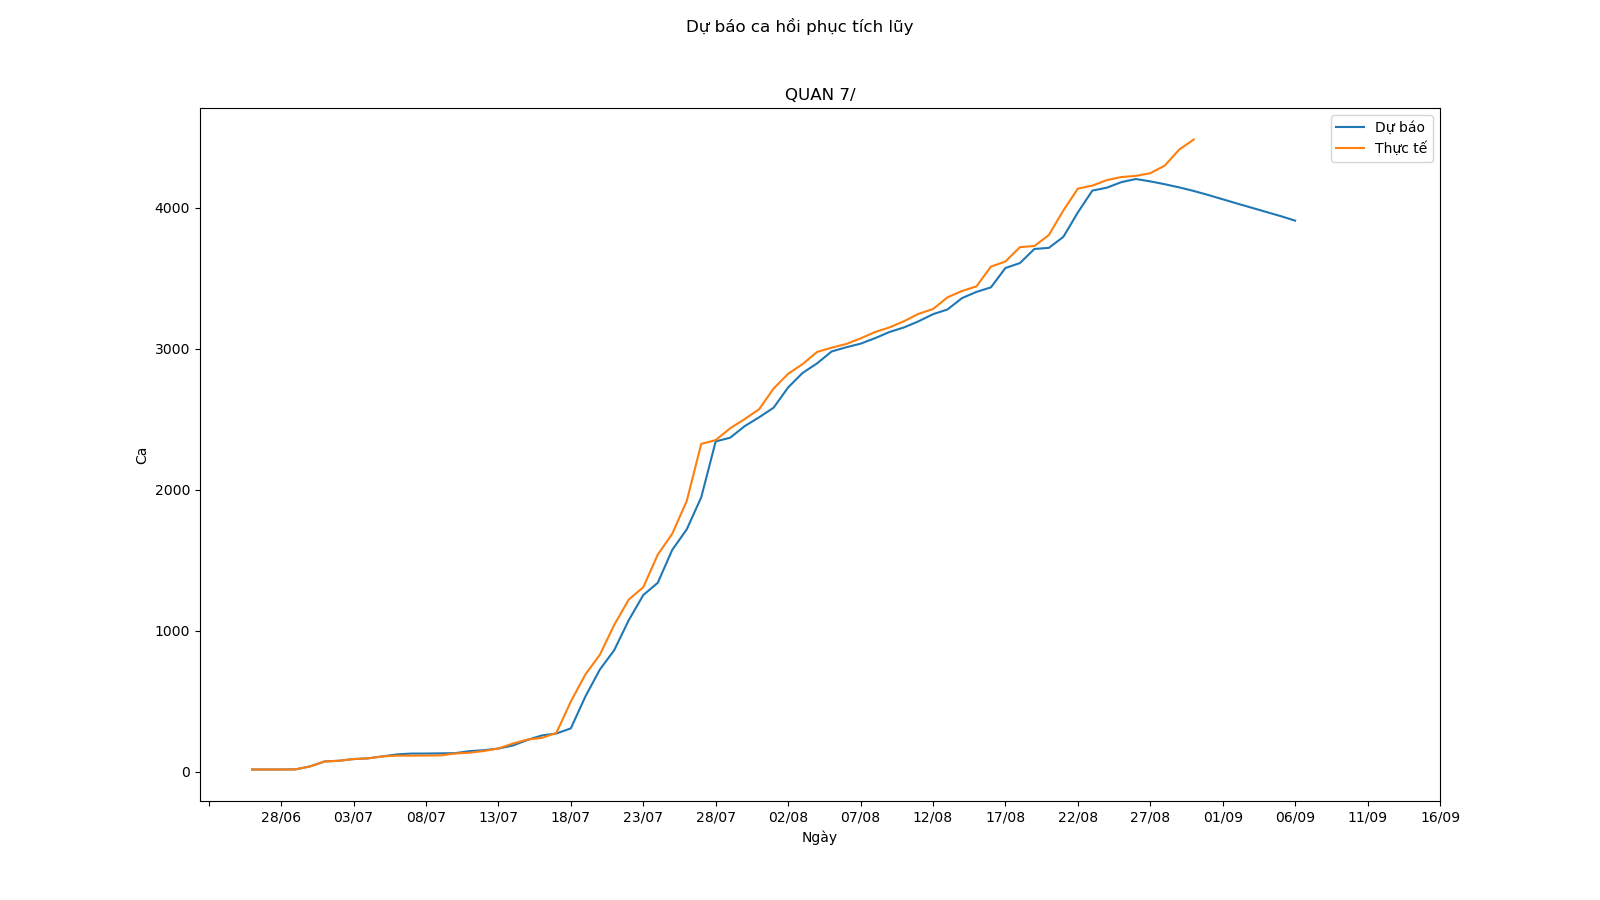 Dự báo ca hồi phục tích lũy
QUAN 7/
Dự báo
Thực tế
4000
3000
2000
1000
0
Ca
28/06 03/07 08/07 13/07 18/07 23/07 28/07 02/08 07/08 12/08 17/08 22/08 27/08 01/09 06/09 11/09 16/09
Ngày